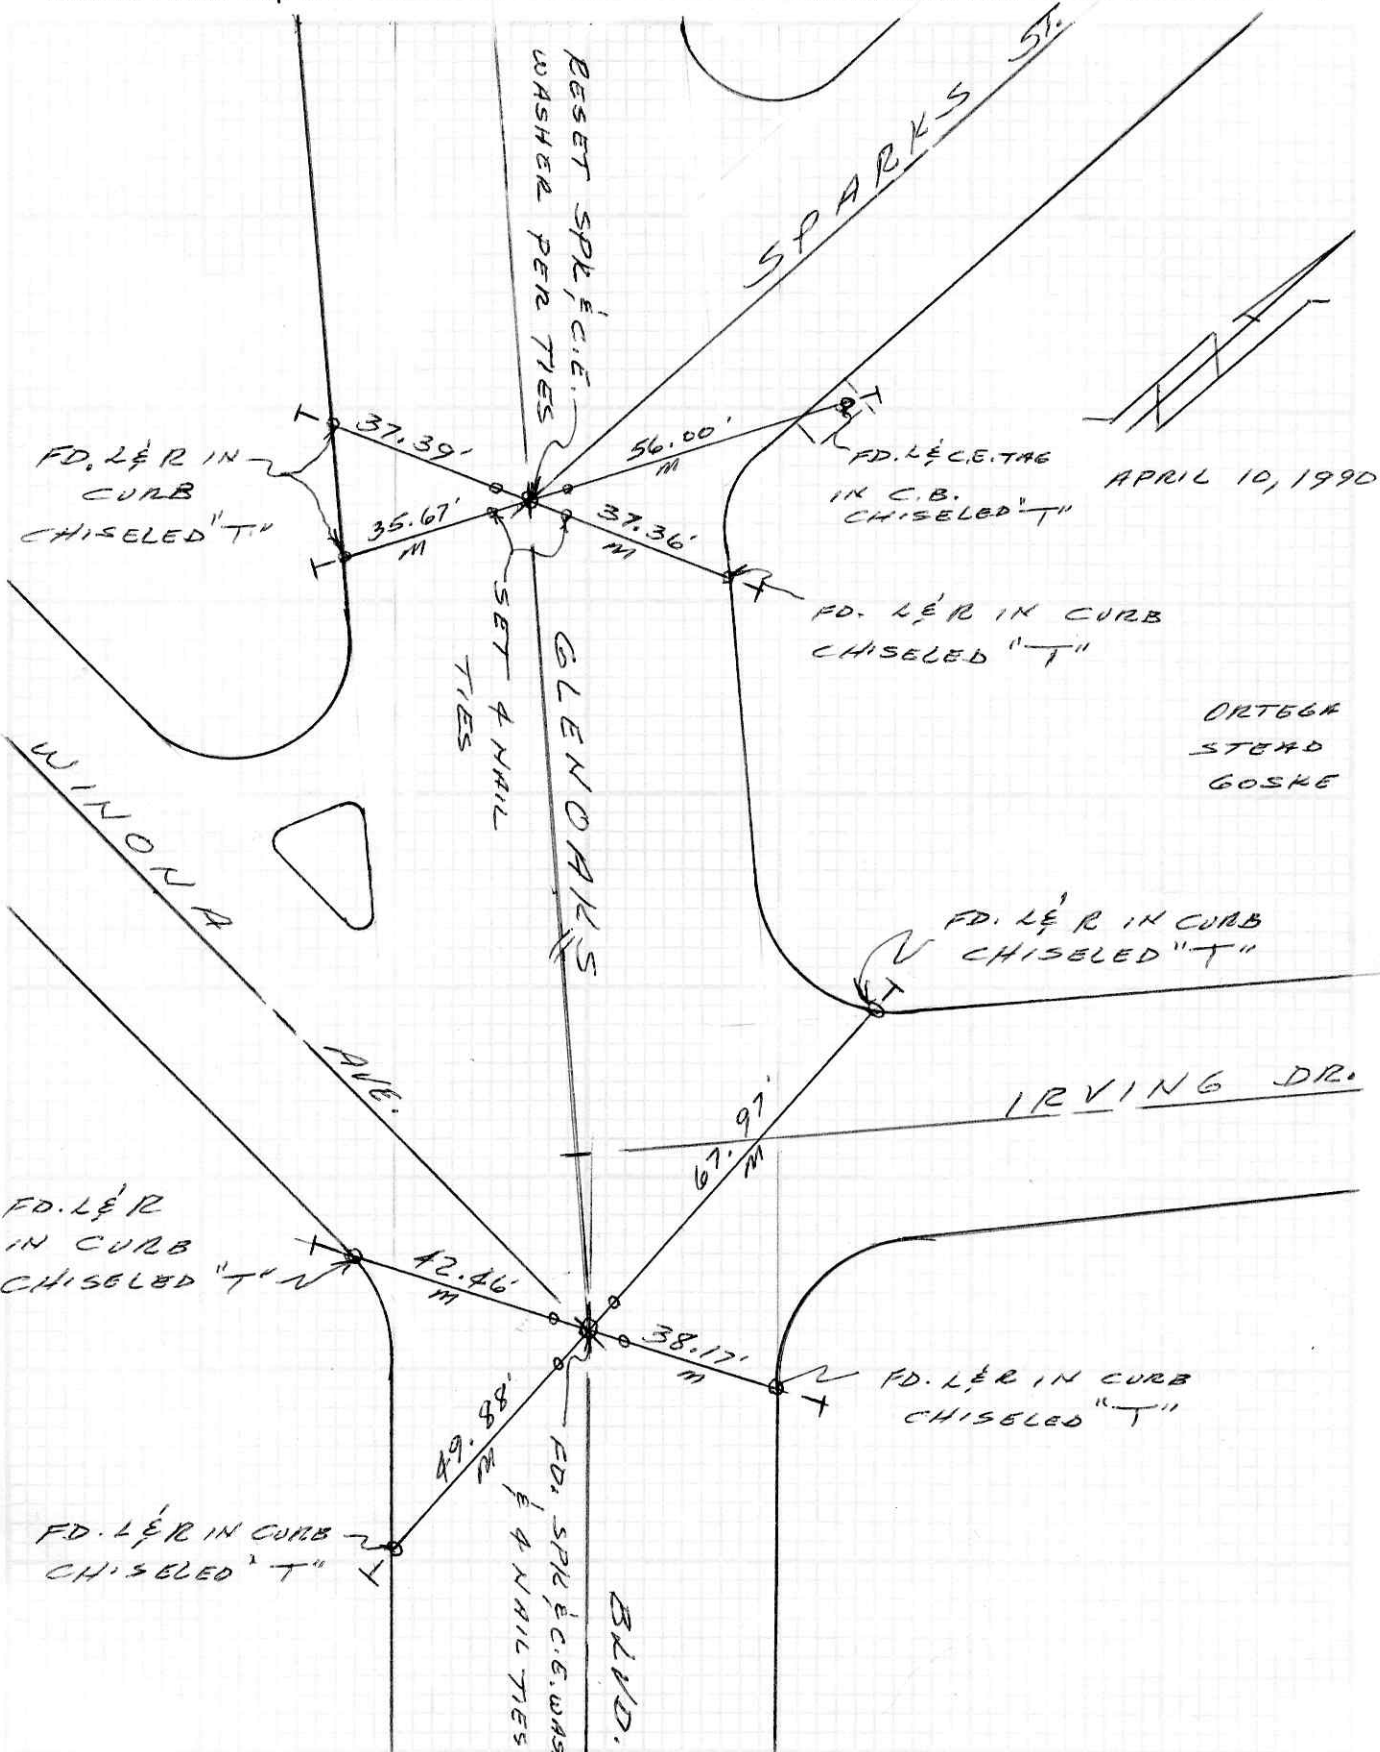 SPARKS ST.
RESET SPK, & C.E.
WASHER PER TIES
37.39'
56.00'
M
FD. L & R IN
CURB
CHISELED "T"
T
T
35.67'
M
37.36'
M
T
FD. L & C.E. TAG
IN C.B.
CHISELED "T"
N
APRIL 10, 1990
T
FD. L & R IN CURB
CHISELED "T"
SET 4 NAIL
TIES
GLENOAKS
ORTEGA
STEAD
GOSKE
WINONA
AVE.
FD. L & R IN CURB
CHISELED "T"
T
67.97'
M
IRVING DR.
FD. L & R
IN CURB
CHISELED "T"
T
42.46'
M
38.17'
M
T
FD. L & R IN CURB
CHISELED "T"
49.88'
M
FD. L & R IN CURB
CHISELED "T"
T
FD. SPK, & C.E. WAS
& 4 NAIL TIES
BLVD.